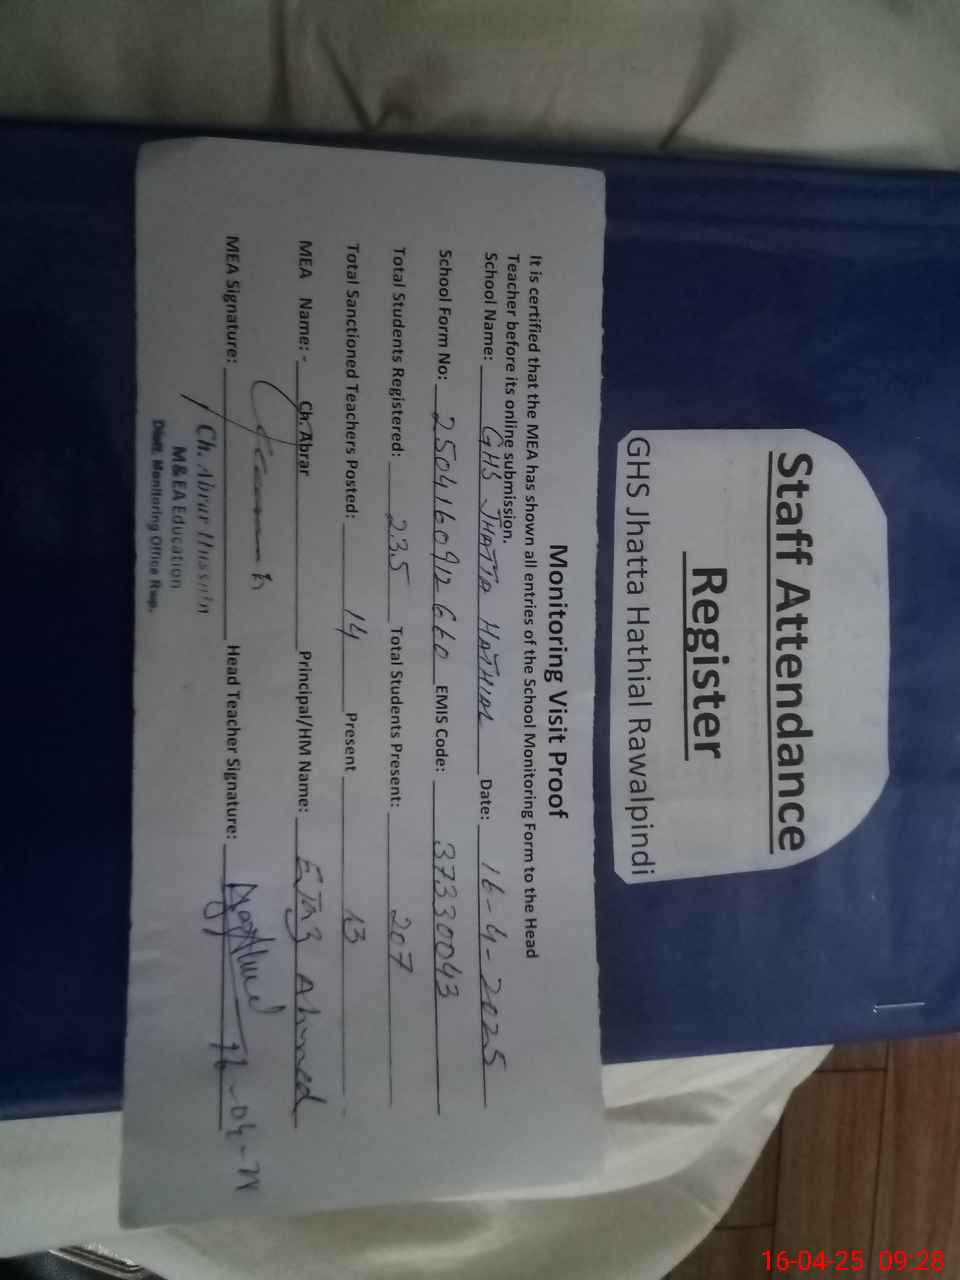 Staff Attendance
Register
GHS Jhatta Hathial Rawalpindi
Monitoring Visit Proof
It is certified that the MEA has shown all entries of the School Monitoring Form to the Head
Teacher before its online submission.
School Name: GHS JHATTA HATHIAL Date: 16-4-2025
School Form No: 2504160912660 EMIS Code: 37330043
Total Students Registered: 235 Total Students Present: 207
Total Sanctioned Teachers Posted: 14 Present 13
MEA Name: - Ch. Abrar Principal/HM Name: Ejaz Ahmed
MEA Signature: Head Teacher Signature:
Ch. Abrar Hussain
M&EA Education
Distt. Monitoring Office Rwp.
16-04-25 09:28